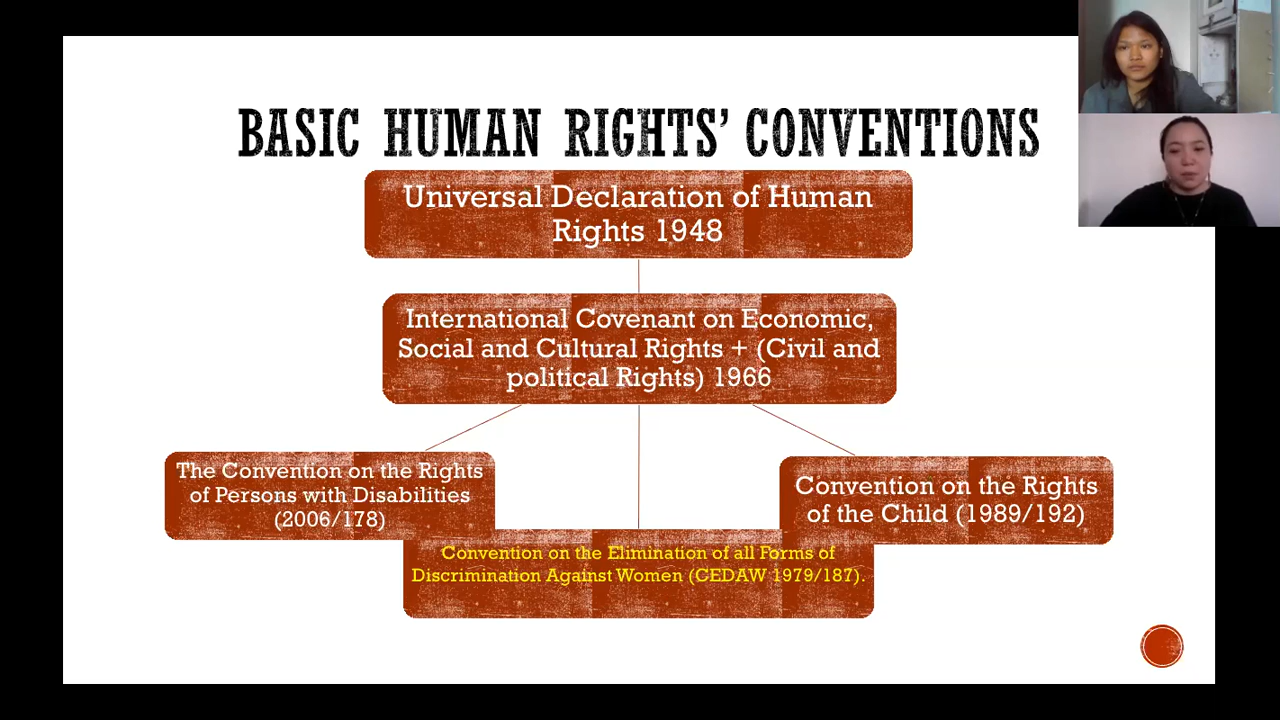 BASIC HUMAN RIGHTS’ CONVENTIONS
Universal Declaration of Human
Rights 1948
International Covenant on Economic,
Social and Cultural Rights + (Civil and
political Rights) 1966
The Convention on the Rights
of Persons with Disabilities
(2006/178)
Convention on the Rights
of the Child (1989/192)
Convention on the Elimination of all Forms of
Discrimination Against Women (CEDAW 1979/187).